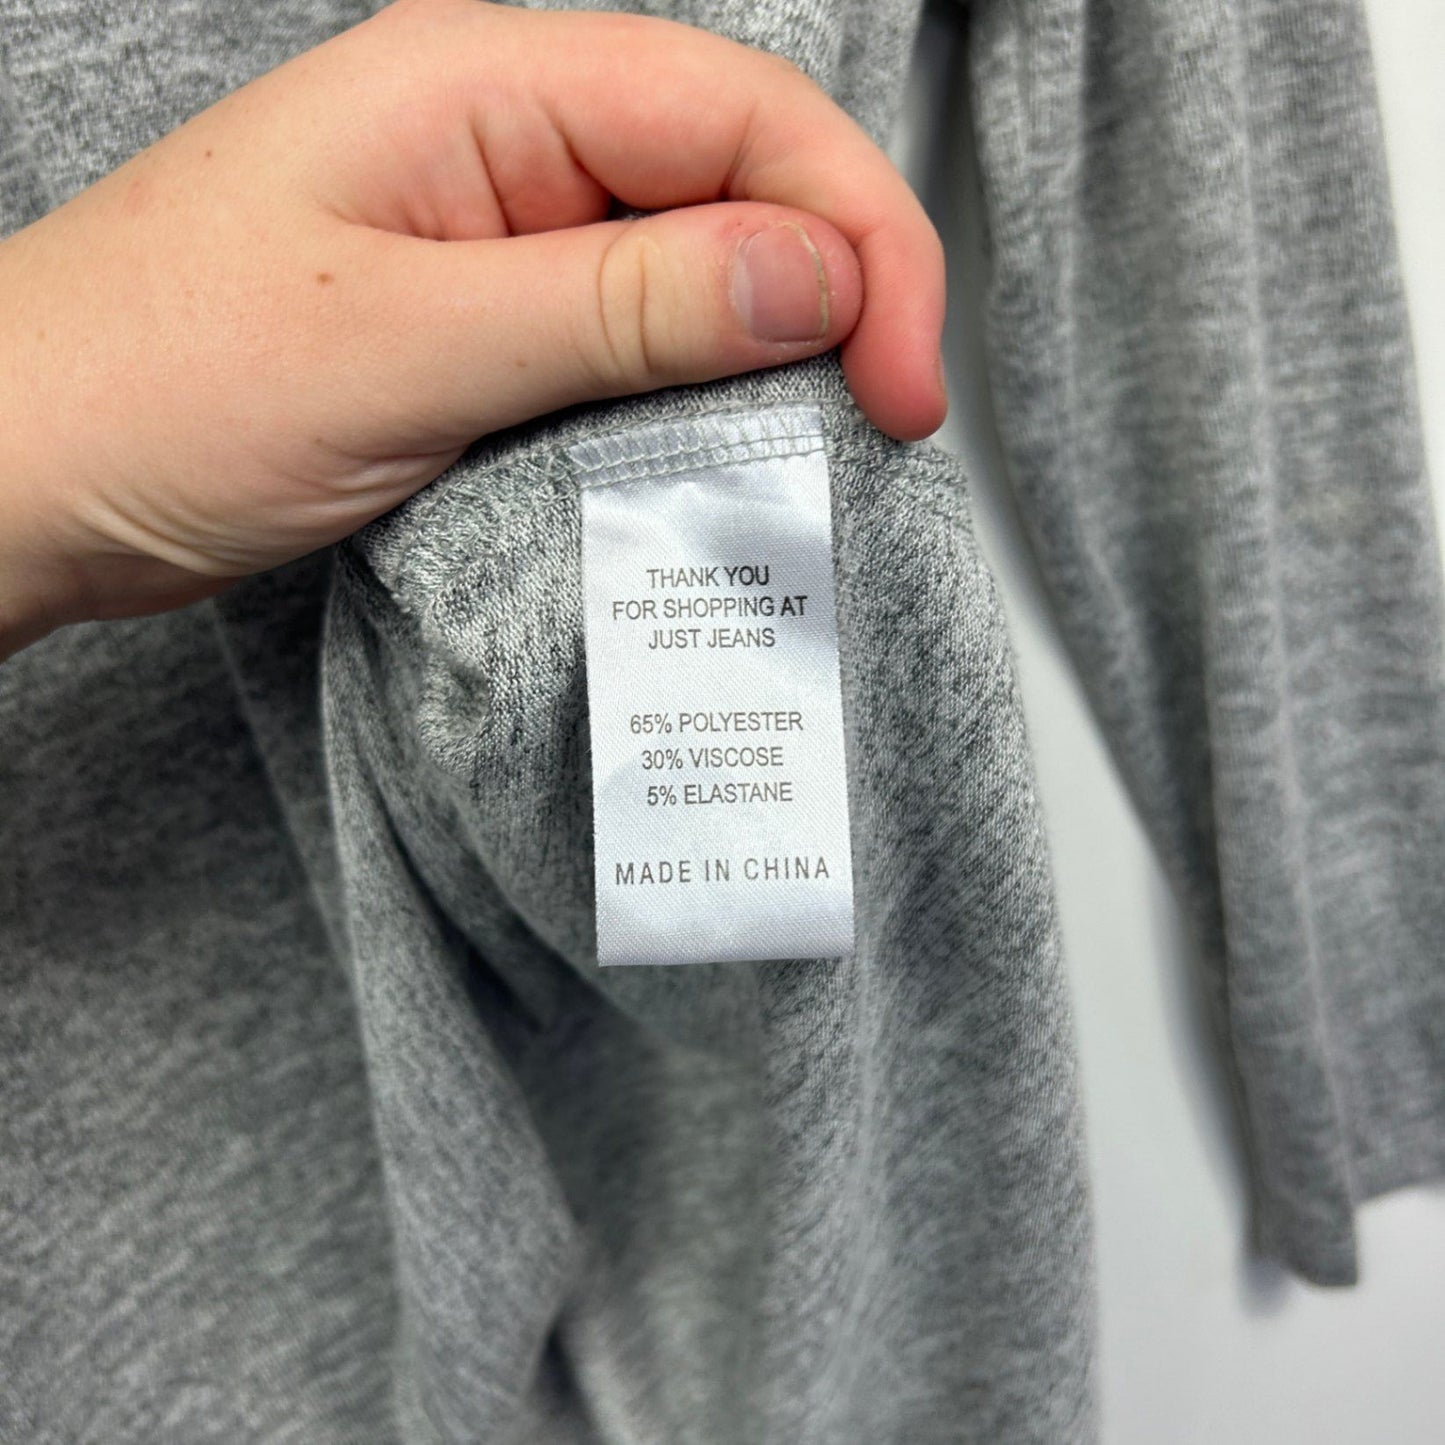 THANK YOU
FOR SHOPPING AT
JUST JEANS
65% POLYESTER
30% VISCOSE
5% ELASTANE
MADE IN CHINA